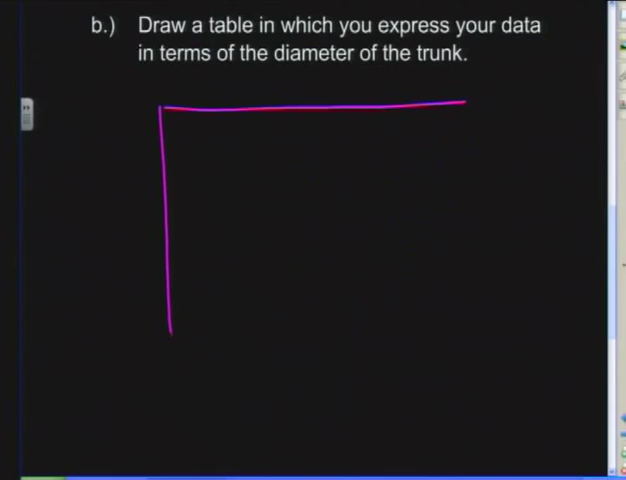 b.) Draw a table in which you express your data
in terms of the diameter of the trunk.